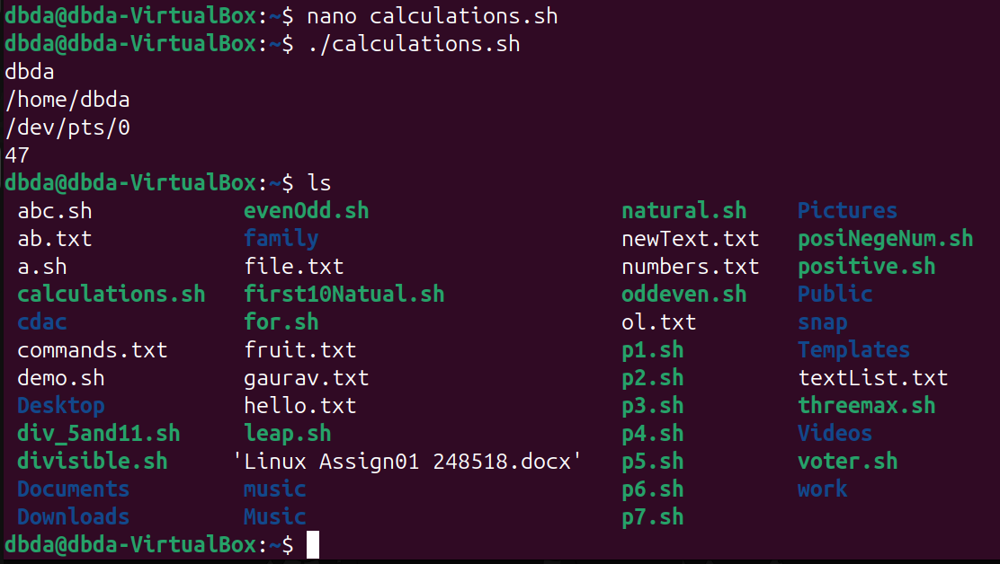 dbda@dbda-VirtualBox:~$ nano calculations.sh
dbda@dbda-VirtualBox:~$ ./calculations.sh
dbda
/home/dbda
/dev/pts/0
47
dbda@dbda-VirtualBox:~$ ls
abc.sh evenOdd.sh natural.sh Pictures
ab.txt family newText.txt posiNegeNum.sh
a.sh file.txt numbers.txt positive.sh
calculations.sh first10Natual.sh oddeven.sh Public
cdac for.sh ol.txt snap
commands.txt fruit.txt p1.sh Templates
demo.sh gaurav.txt p2.sh textList.txt
Desktop hello.txt p3.sh threemax.sh
div_5and11.sh leap.sh p4.sh Videos
divisible.sh 'Linux Assign01 248518.docx' p5.sh voter.sh
Documents music p6.sh work
Downloads Music p7.sh
dbda@dbda-VirtualBox:~$